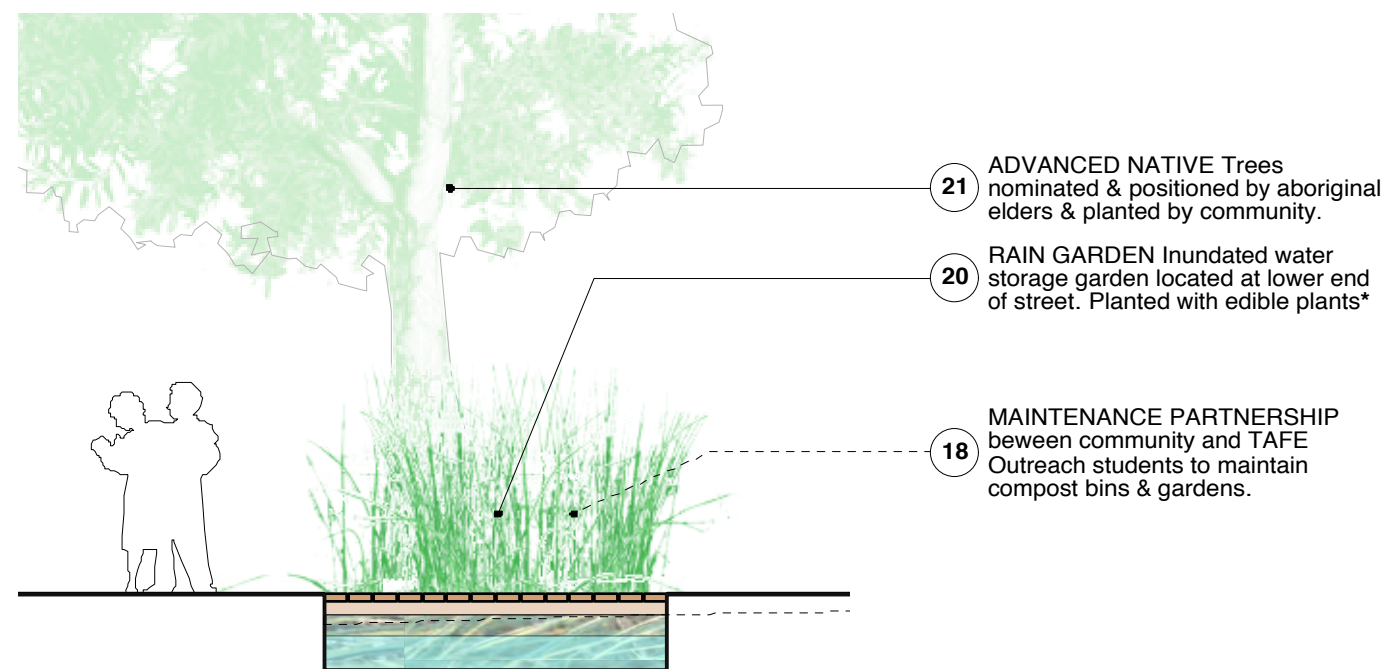 21
ADVANCED NATIVE Trees
nominated & positioned by aboriginal
elders & planted by community.
20
RAIN GARDEN Inundated water
storage garden located at lower end
of street. Planted with edible plants*
18
MAINTENANCE PARTNERSHIP
beween community and TAFE
Outreach students to maintain
compost bins & gardens.